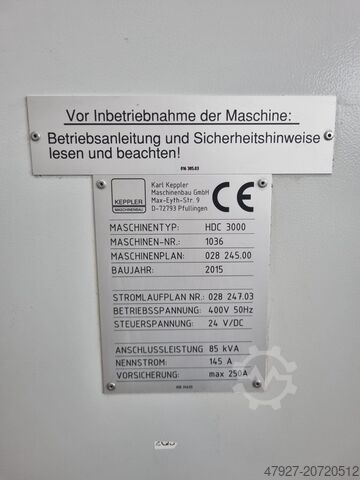 Vor Inbetriebnahme der Maschine:
Betriebsanleitung und Sicherheitshinweise
lesen und beachten!
KEPPLER
MASCHINENBAU
Karl Keppler
Maschinenbau GmbH
Max-Eyth-Str. 9
D-72793 Pfullingen
CE
MASCHINENTYP: HDC 3000
MASCHINEN-NR.: 1036
MASCHINENPLAN: 028 245.00
BAUJAHR: 2015
STROMLAUFPLAN NR.: 028 247.03
BETRIEBSSPANNUNG: 400V 50Hz
STEUERSPANNUNG: 24 V/DC
ANSCHLUSSLEISTUNG 85 kVA
NENNSTROM: 145 A
VORSICHERUNG: max 250A
47927-20720512